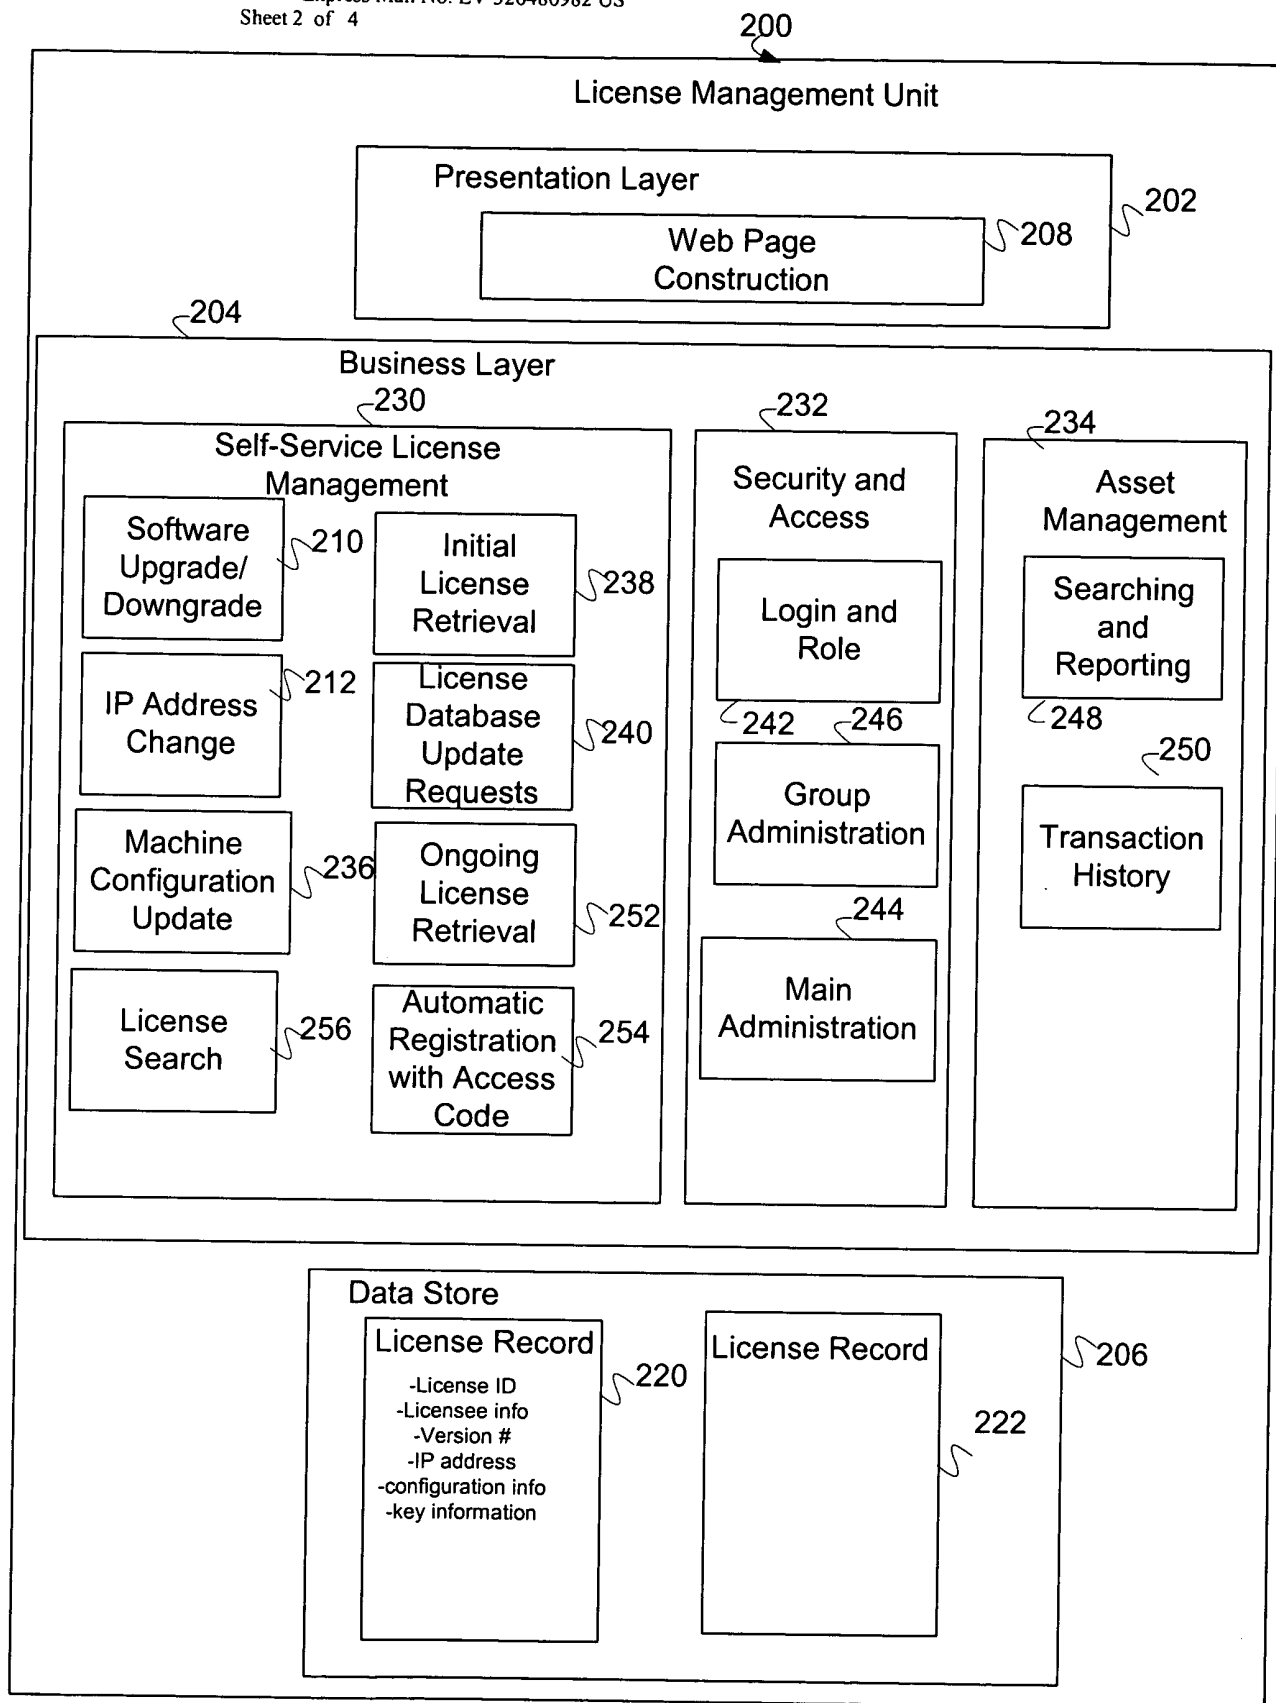 Sheet 2 of 4
200
License Management Unit
Presentation Layer
202
Web Page
Construction
208
204
Business Layer
230
Self-Service License
Management
Software
Upgrade/
Downgrade
210
Initial
License
Retrieval
238
IP Address
Change
212
License
Database
Update
Requests
240
Machine
Configuration
Update
236
Ongoing
License
Retrieval
252
License
Search
256
Automatic
Registration
with Access
Code
254
232
Security and
Access
Login and
Role
242
246
Group
Administration
244
Main
Administration
234
Asset
Management
Searching
and
Reporting
248
250
Transaction
History
Data Store
206
License Record
-License ID
-Licensee info
-Version #
-IP address
-configuration info
-key information
220
License Record
222